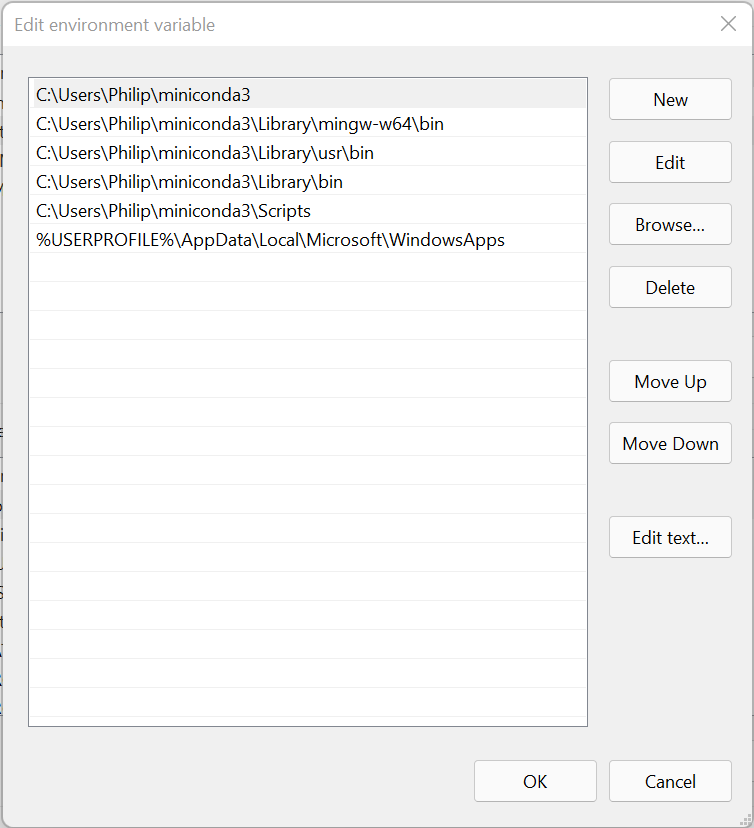 Edit environment variable
C:\Users\Philip\miniconda3
C:\Users\Philip\miniconda3\Library\mingw-w64\bin
C:\Users\Philip\miniconda3\Library\usr\bin
C:\Users\Philip\miniconda3\Library\bin
C:\Users\Philip\miniconda3\Scripts
%USERPROFILE%\AppData\Local\Microsoft\WindowsApps
New
Edit
Browse...
Delete
Move Up
Move Down
Edit text...
OK
Cancel